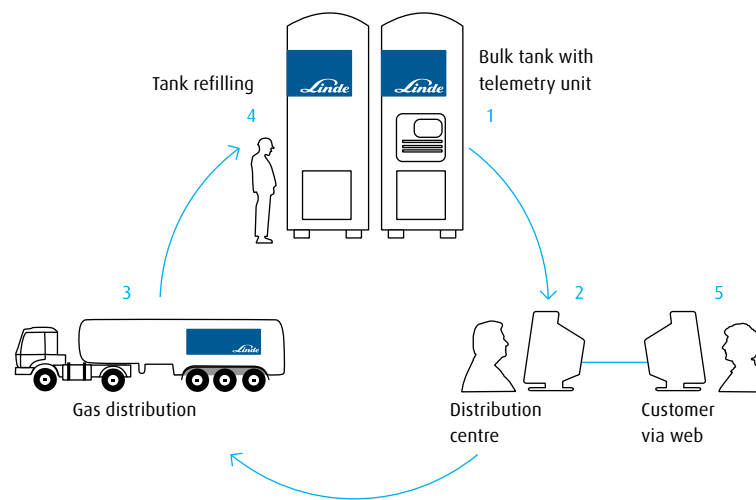 Tank refilling
4
Linde
Linde
Bulk tank with
telemetry unit
1
3
Linde
Gas distribution
2
Distribution
centre
5
Customer
via web